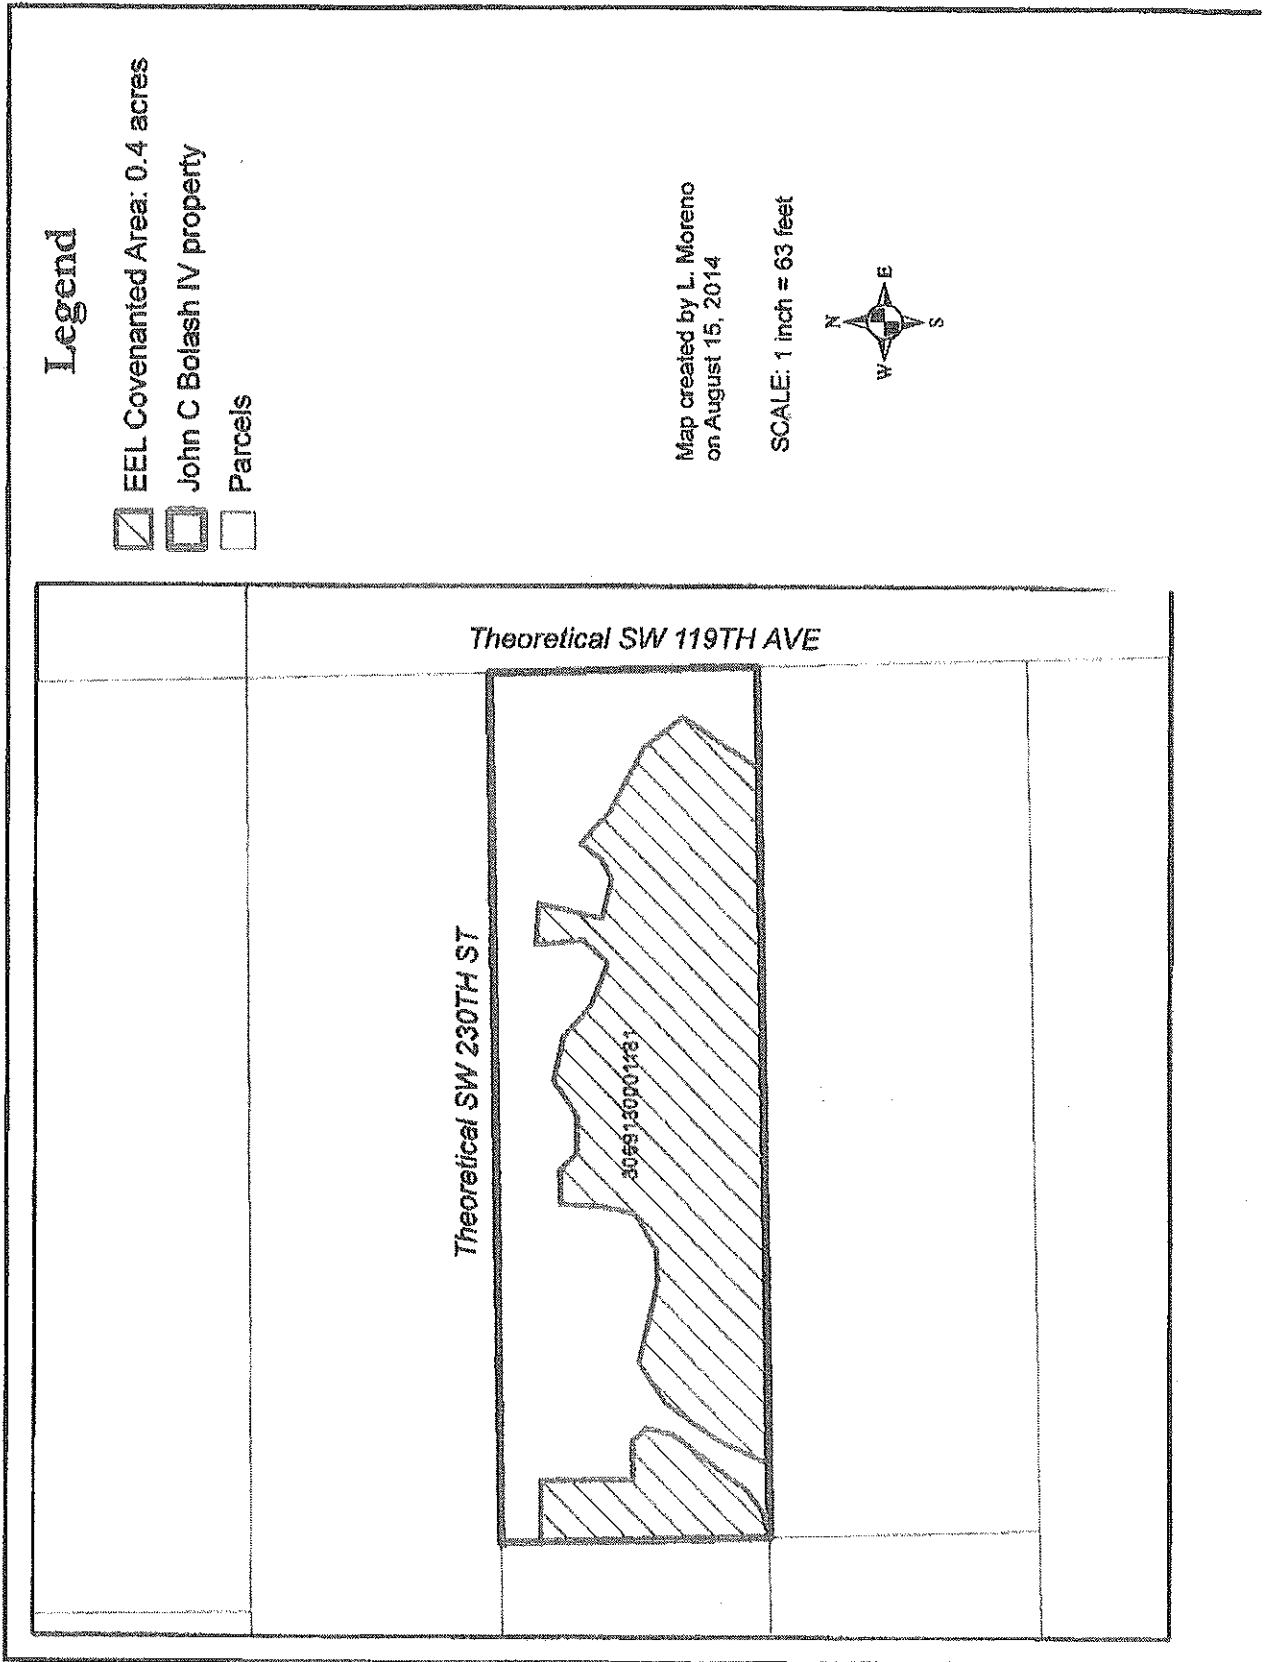 Legend
EEL Covenanted Area: 0.4 acres
John C Bolash IV property
Parcels
Map created by L. Moreno
on August 15, 2014
SCALE: 1 inch = 63 feet
N
W
E
S
Theoretical SW 119TH AVE
Theoretical SW 230TH ST